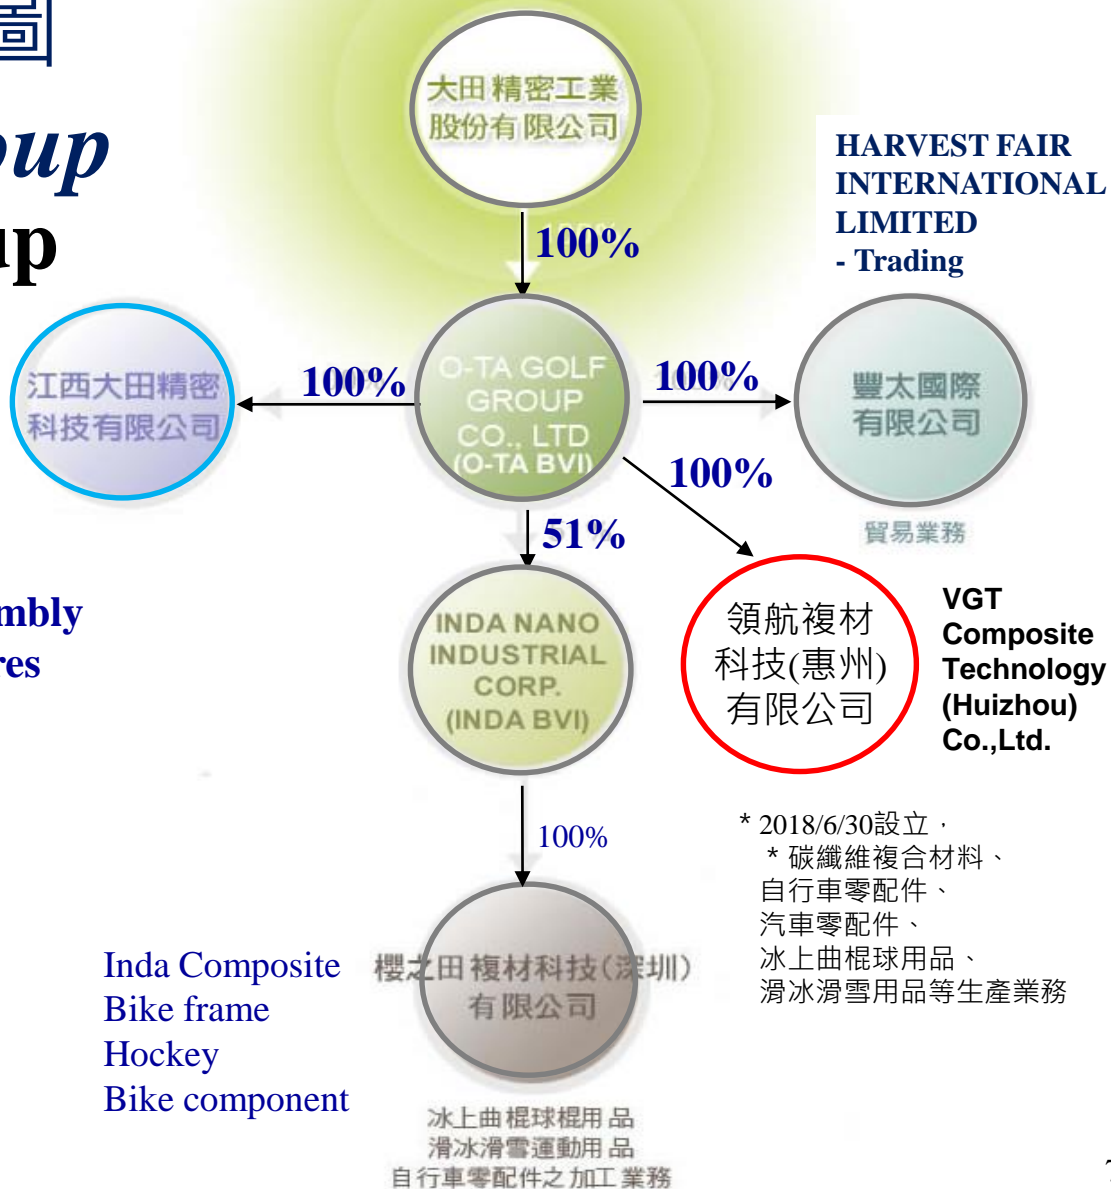 圖
大田精密工業
股份有限公司
HARVEST FAIR
INTERNATIONAL
LIMITED
- Trading
100%
江西大田精密
科技有限公司
100%
O-TA GOLF
GROUP
CO., LTD
(O-TA BVI)
100%
豐太國際
有限公司
貿易業務
100%
51%
INDA NANO
INDUSTRIAL
CORP.
(INDA BVI)
領航複材
科技(惠州)
有限公司
VGT
Composite
Technology
(Huizhou)
Co.,Ltd.
100%
* 2018/6/30設立，
* 碳纖維複合材料、
自行車零配件、
汽車零配件、
冰上曲棍球用品、
滑冰滑雪用品等生產業務
Inda Composite
Bike frame
Hockey
Bike component
櫻之田複材科技(深圳)
有限公司
冰上曲棍球棍用品
滑冰滑雪運動用品
自行車零配件之加工業務